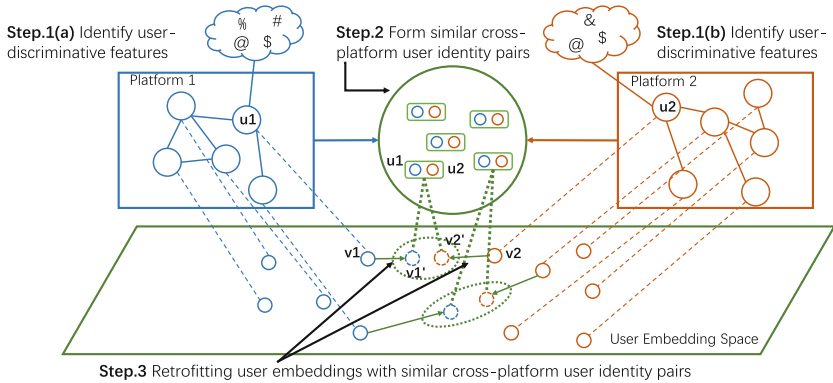 Step.1(a) Identify user-
discriminative features
% #
@ $
Step.2 Form similar cross-
platform user identity pairs
&
@ $
Step.1(b) Identify user-
discriminative features
Platform 1
u1
Platform 2
u2
u1 u2
v1 v2' v2
v1'
User Embedding Space
Step.3 Retrofitting user embeddings with similar cross-platform user identity pairs